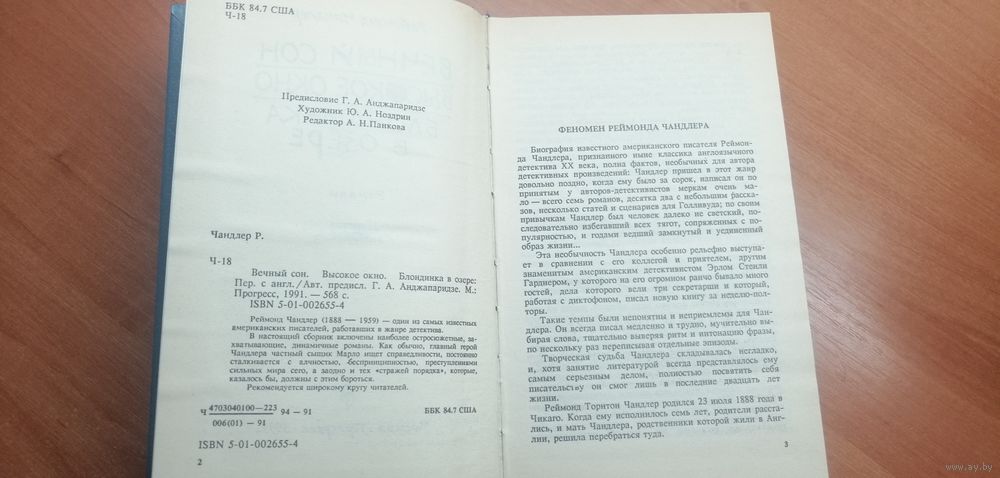 ББК 84.7 США
Ч-18
Предисловие Г. А. Анджапаридзе
Художник Ю. А. Ноздрин
Редактор А. Н. Панкова
Чандлер Р.
Ч-18
Вечный сон. Высокое окно. Блондинка в озере:
Пер. с англ./Авт. предисл. Г. А. Анджапаридзе. М.;
Прогресс, 1991. — 568 с.
ISBN 5-01-002655-4
Реймонд Чандлер (1888 — 1959) — один из самых известных
американских писателей, работавших в жанре детектива.
В настоящий сборник включены наиболее остросюжетные, за-
хватывающие, динамичные романы. Как обычно, главный герой
Чандлера частный сыщик Марло ищет справедливости, постоянно
сталкивается с алчностью, беспринципностью, преступлениями
сильных мира сего, а заодно и тех «стражей порядка», которые,
казалось бы, должны с этим бороться.
Рекомендуется широкому кругу читателей.
Ч 4703040100—223 94 — 91
006(01) — 91
ББК 84.7 США
ISBN 5-01-002655-4
2
ФЕНОМЕН РЕЙМОНДА ЧАНДЛЕРА
Биография известного американского писателя Реймон-
да Чандлера, признанного ныне классика англоязычного
детектива XX века, полна фактов, необычных для автора
детективных произведений: Чандлер пришел в этот жанр
довольно поздно, когда ему было за сорок, написал он по
принятым у авторов-детективистов меркам очень ма-
ло — всего семь романов, десятка два с небольшим расска-
зов, несколько статей и сценариев для Голливуда; по своим
привычкам Чандлер был человек далеко не светский, по-
следовательно избегавший всех тягот, сопряженных с по-
пулярностью, и годами ведший замкнутый и уединенный
образ жизни...
Эта необычность Чандлера особенно рельефно выступа-
ет в сравнении с его коллегой и приятелем, другим
знаменитым американским детективистом Эрлом Стенли
Гарднером, у которого на его огромном ранчо бывало много
гостей, дела которого вели три секретарши и который,
работая с диктофоном, писал новую книгу за неделю-пол-
торы.
Такие темпы были непонятны и неприемлемы для Чан-
длера. Он всегда писал медленно и трудно, мучительно вы-
бирая слова, тщательно выверяя ритм и интонацию фразы,
по нескольку раз переписывая отдельные эпизоды.
Творческая судьба Чандлера складывалась негладко,
и, хотя занятие литературой всегда представлялось ему
самым серьезным делом, полностью посвятить себя
писательству он смог лишь в последние двадцать лет
жизни.
Реймонд Торнтон Чандлер родился 23 июля 1888 года в
Чикаго. Когда ему исполнилось семь лет, родители расста-
лись, и мать Чандлера, родственники которой жили в Анг-
лии, решила перебраться туда.
3
www.ay.by